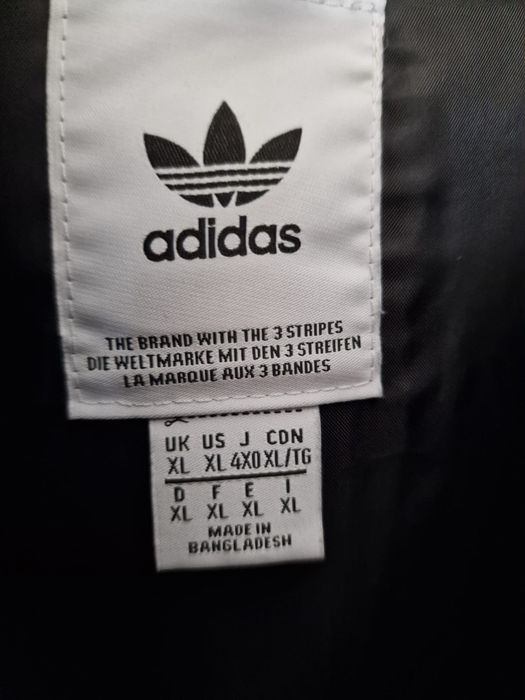 adidas
THE BRAND WITH THE 3 STRIPES
DIE WELTMARKE MIT DEN 3 STREIFEN
LA MARQUE AUX 3 BANDES
UK US J CDN
XL XL 4XO XL/TG
D F E I
XL XL XL XL
MADE IN
BANGLADESH